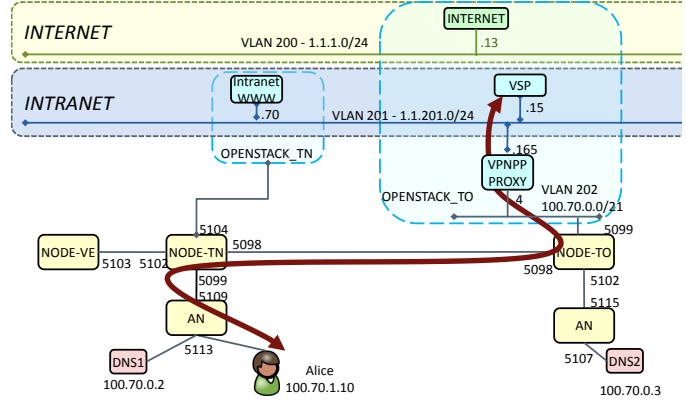 INTERNET
INTERNET
VLAN 200 - 1.1.1.0/24
.13
INTRANET
Intranet
WWW
.70
VSP
.15
VLAN 201 - 1.1.201.0/24
.165
OPENSTACK_TN
VPNPP
PROXY
OPENSTACK_TO
.4
VLAN 202
100.70.0.0/21
5104
5098
5099
NODE-VE
5103
5102
NODE-TN
5098
NODE-TO
5099
5102
5109
5115
AN
AN
5113
5107
DNS1
DNS2
100.70.0.2
Alice
100.70.1.10
100.70.0.3